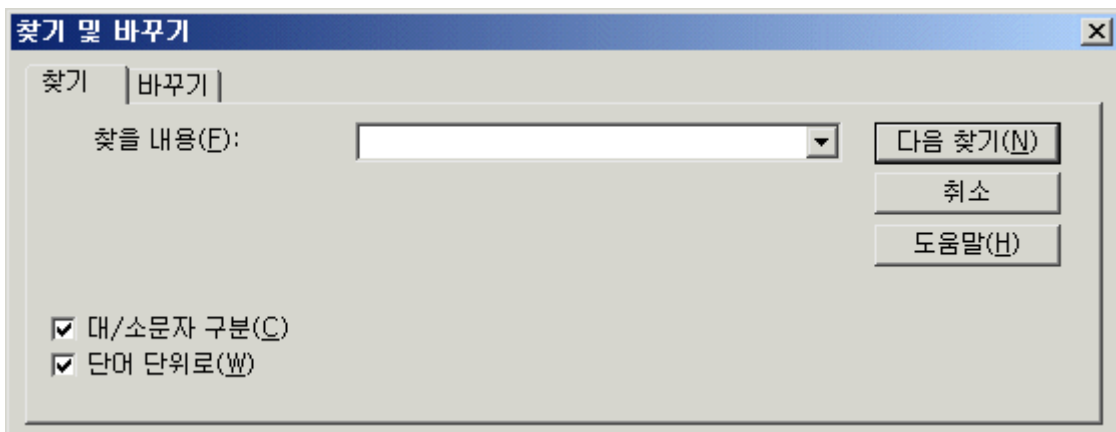 찾기 및 바꾸기
찾기 바꾸기
찾을 내용(F): 다음 찾기(N)
취소
도움말(H)
대/소문자 구분(C)
단어 단위로(W)